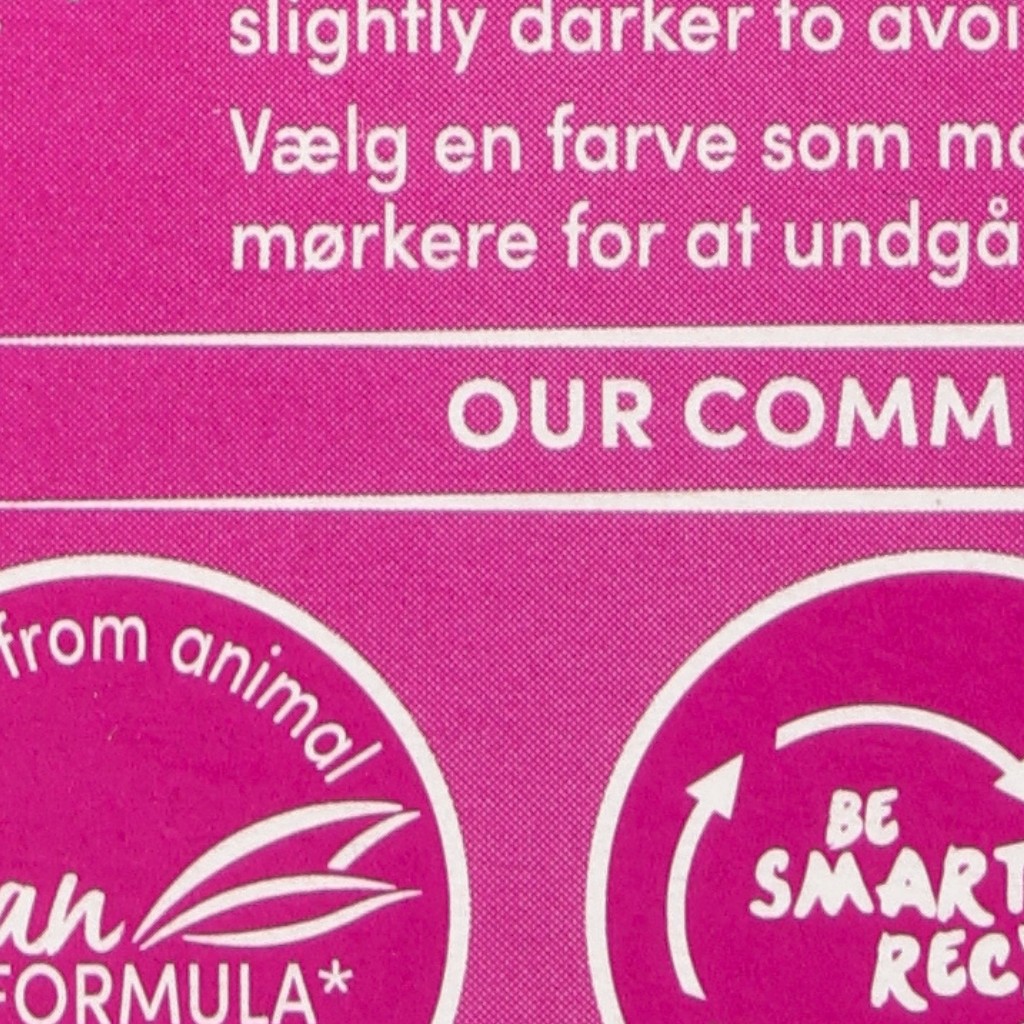 slightly darker to avoi
Vælg en farve som
mørkere for at undgå
OUR COMM
from animal
an
FORMULA*
BE
SMART
REC